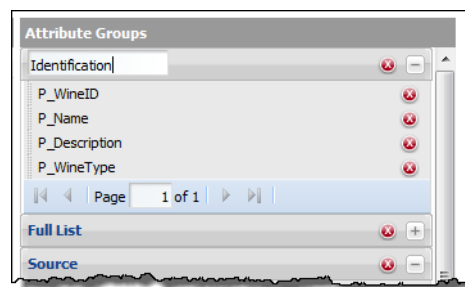 Attribute Groups
Identification
P_WineID
P_Name
P_Description
P_WineType
Page 1 of 1
Full List
Source